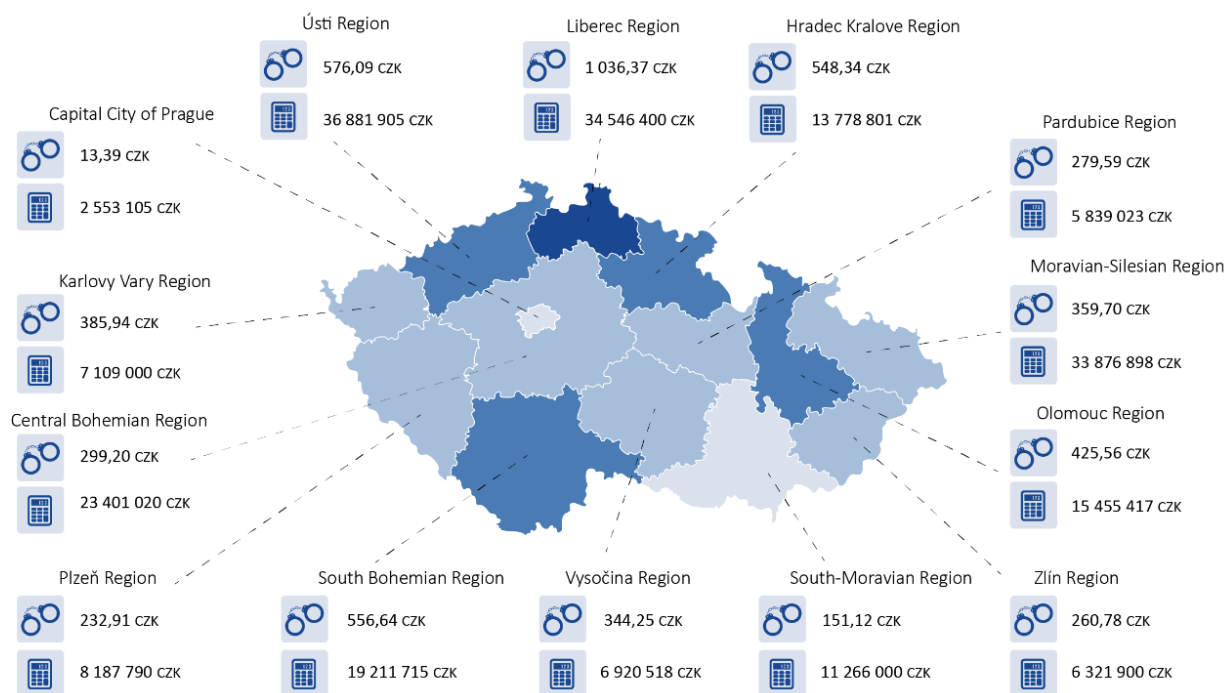 Ústi Region
576,09 CZK
36 881 905 CZK
Liberec Region
1 036,37 CZK
34 546 400 CZK
Hradec Kralove Region
548,34 CZK
13 778 801 CZK
Capital City of Prague
13,39 CZK
2 553 105 CZK
Pardubice Region
279,59 CZK
5 839 023 CZK
Karlovy Vary Region
385,94 CZK
7 109 000 CZK
Moravian-Silesian Region
359,70 CZK
33 876 898 CZK
Central Bohemian Region
299,20 CZK
23 401 020 CZK
Olomouc Region
425,56 CZK
15 455 417 CZK
Plzeň Region
232,91 CZK
8 187 790 CZK
South Bohemian Region
556,64 CZK
19 211 715 CZK
Vysočina Region
344,25 CZK
6 920 518 CZK
South-Moravian Region
151,12 CZK
11 266 000 CZK
Zlín Region
260,78 CZK
6 321 900 CZK